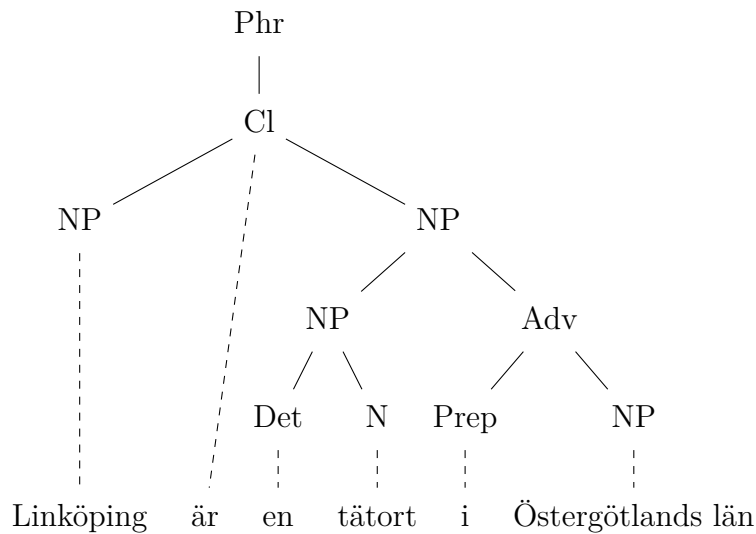 Phr
Cl
NP NP
NP Adv
Det N Prep NP
Linköping är en tätort i Östergötlands län